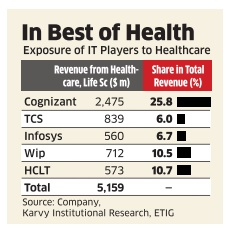 In Best of Health
Exposure of IT Players to Healthcare
Revenue from Health- Share in Total
care, Life Sc ($ m) Revenue (%)
Cognizant 2,475 25.8
TCS 839 6.0
Infosys 560 6.7
Wip 712 10.5
HCLT 573 10.7
Total 5,159 –
Source: Company,
Karvy Institutional Research, ETIG